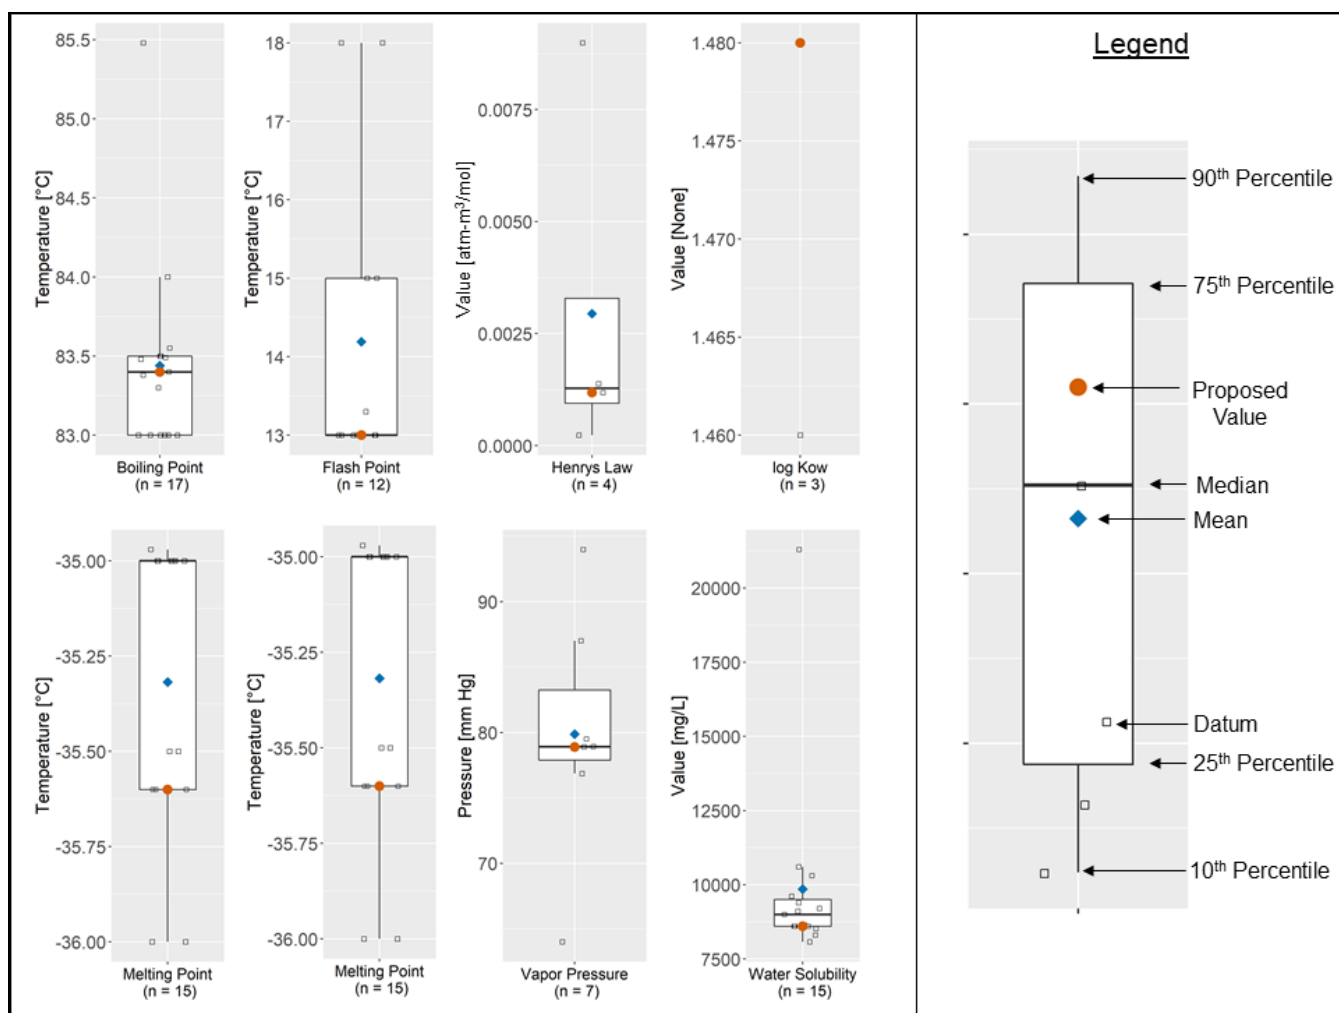 85.5
85.0
84.5
84.0
83.5
83.0
Temperature [°C]
Boiling Point
(n = 17)
18
17
16
15
14
13
Temperature [°C]
Flash Point
(n = 12)
0.0075
0.0050
0.0025
0.0000
Value [atm-m³/mol]
Henrys Law
(n = 4)
1.480
1.475
1.470
1.465
1.460
Value [None]
log Kow
(n = 3)
-35.00
-35.25
-35.50
-35.75
-36.00
Temperature [°C]
Melting Point
(n = 15)
-35.00
-35.25
-35.50
-35.75
-36.00
Temperature [°C]
Melting Point
(n = 15)
90
80
70
Pressure [mm Hg]
Vapor Pressure
(n = 7)
20000
17500
15000
12500
10000
7500
Value [mg/L]
Water Solubility
(n = 15)
Legend
90th Percentile
75th Percentile
Proposed
Value
Median
Mean
Datum
25th Percentile
10th Percentile